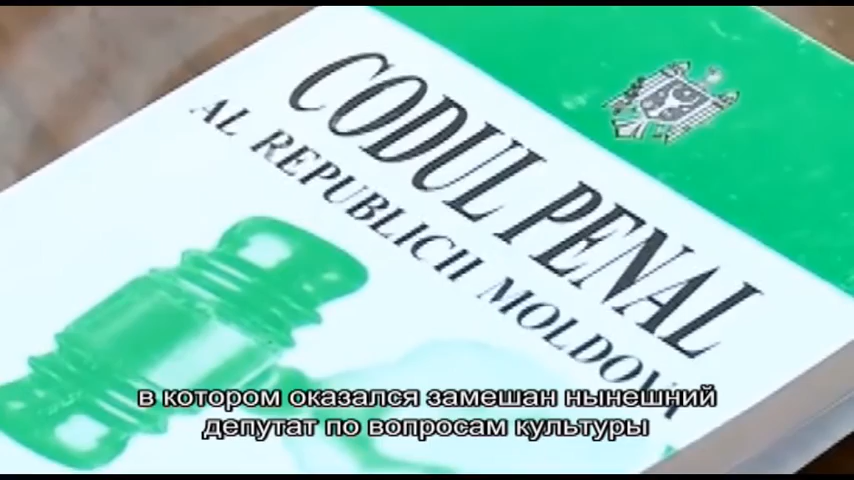 CODUL PENAL
AL REPUBLICII MOLDOVA
в котором оказался замешан нынешний
депутат по вопросам культуры